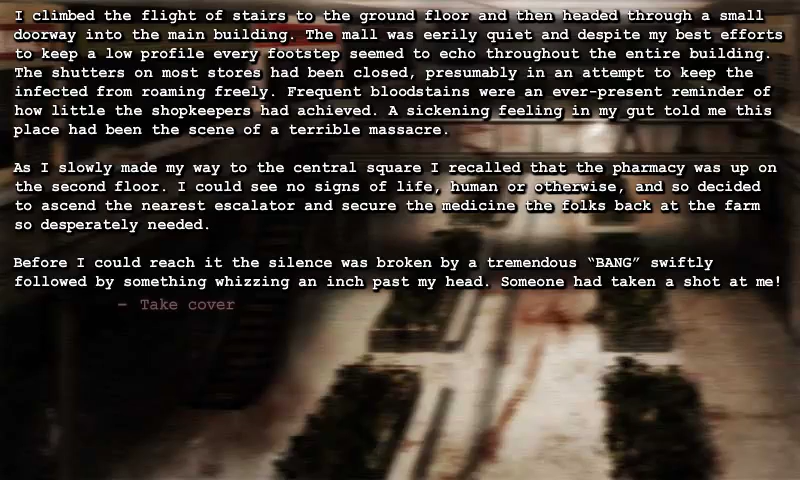 I climbed the flight of stairs to the ground floor and then headed through a small
doorway into the main building. The mall was eerily quiet and despite my best efforts
to keep a low profile every footstep seemed to echo throughout the entire building.
The shutters on most stores had been closed, presumably in an attempt to keep the
infected from roaming freely. Frequent bloodstains were an ever-present reminder of
how little the shopkeepers had achieved. A sickening feeling in my gut told me this
place had been the scene of a terrible massacre.
As I slowly made my way to the central square I recalled that the pharmacy was up on
the second floor. I could see no signs of life, human or otherwise, and so decided
to ascend the nearest escalator and secure the medicine the folks back at the farm
so desperately needed.
Before I could reach it the silence was broken by a tremendous “BANG” swiftly
followed by something whizzing an inch past my head. Someone had taken a shot at me!
– Take cover